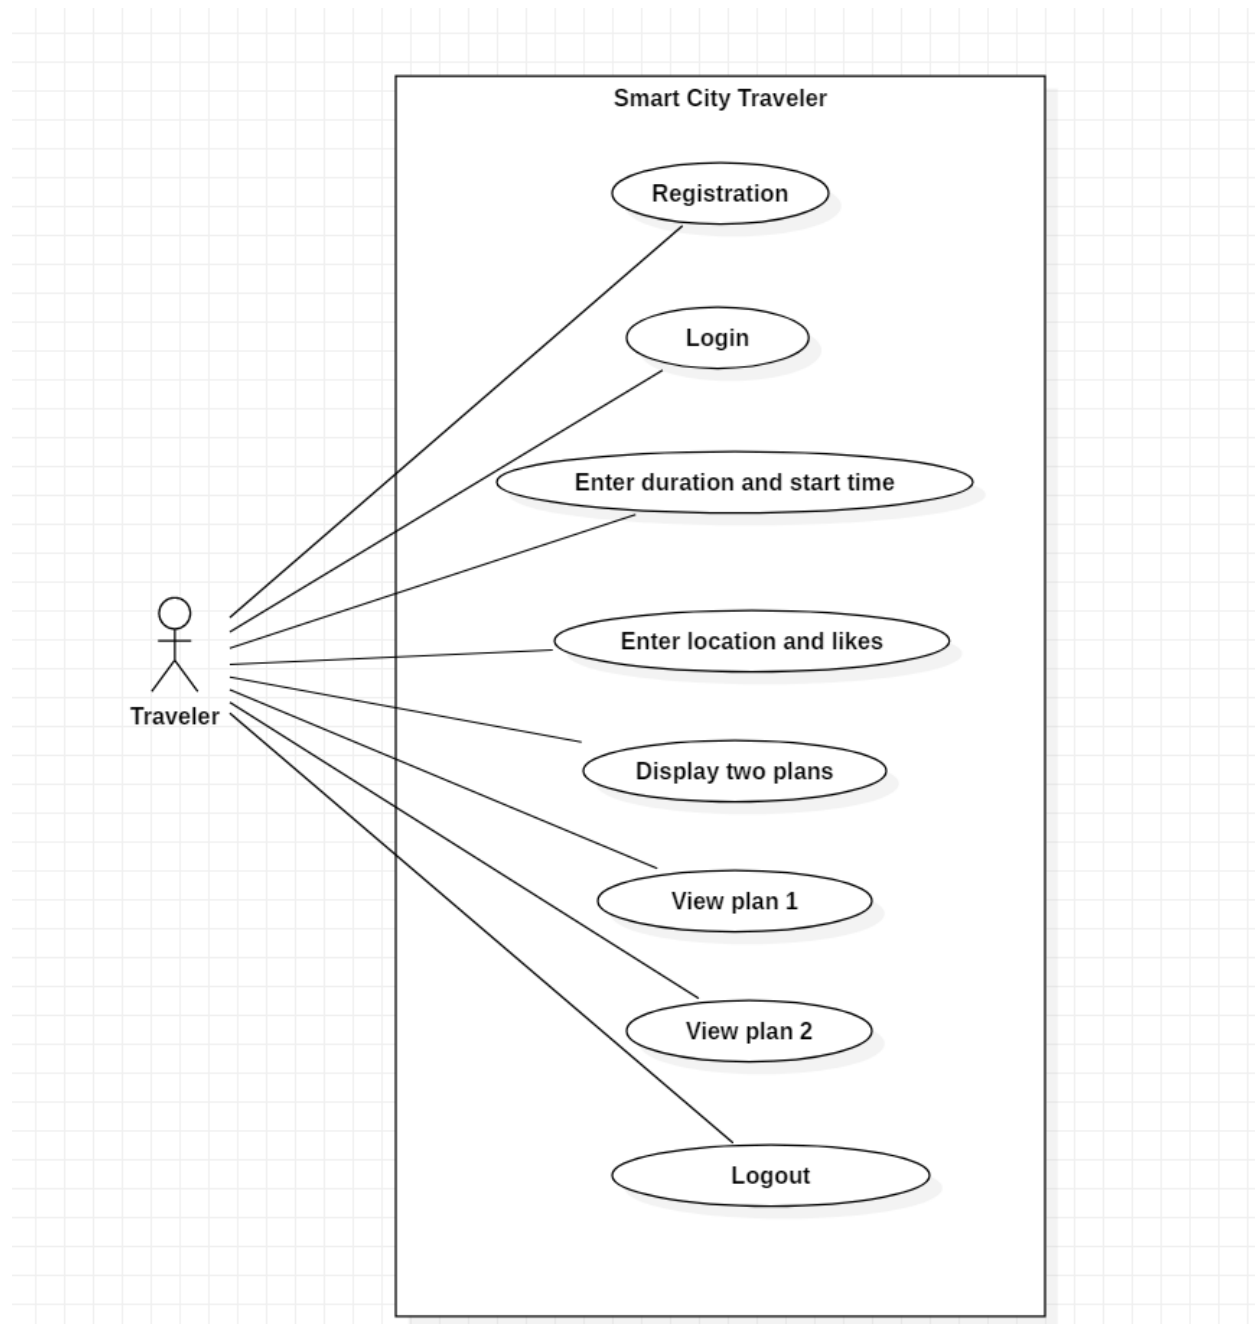 Smart City Traveler
Registration
Login
Enter duration and start time
Enter location and likes
Traveler
Display two plans
View plan 1
View plan 2
Logout